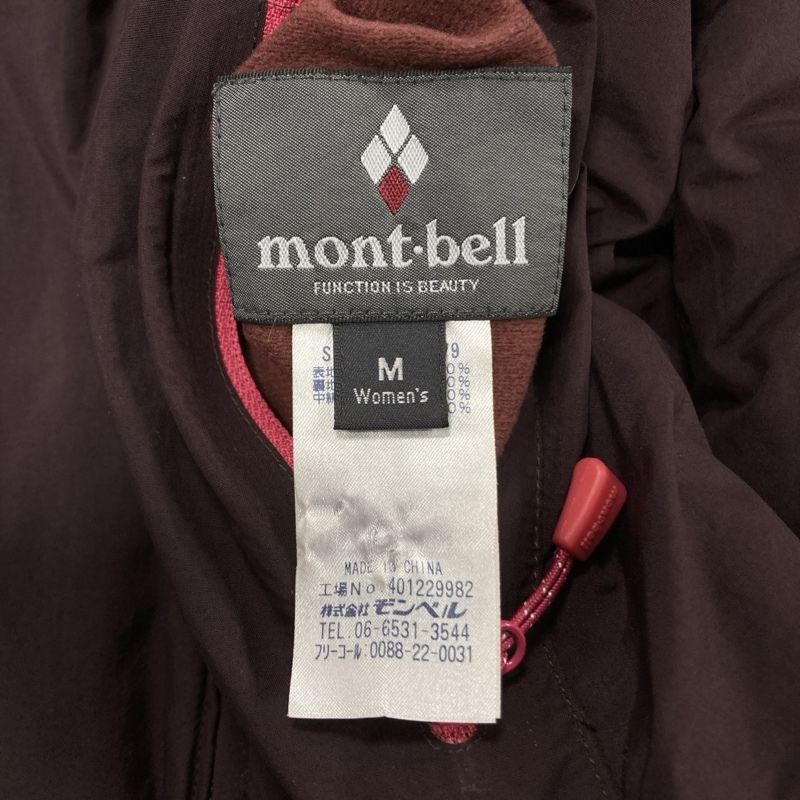 mont·bell
FUNCTION IS BEAUTY
M
Women's
MADE IN CHINA
工場No.401229982
株式会社 モンベル
TEL.06-6531-3544
フリーコール:0088-22-0031